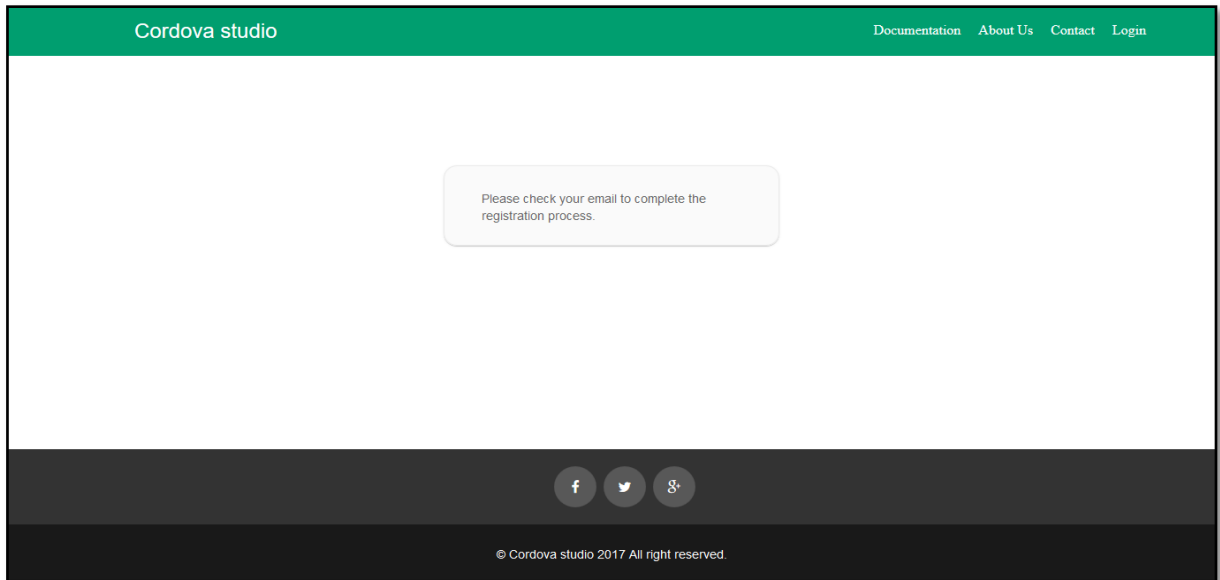 Cordova studio
Documentation About Us Contact Login
Please check your email to complete the
registration process.
f g+
© Cordova studio 2017 All right reserved.